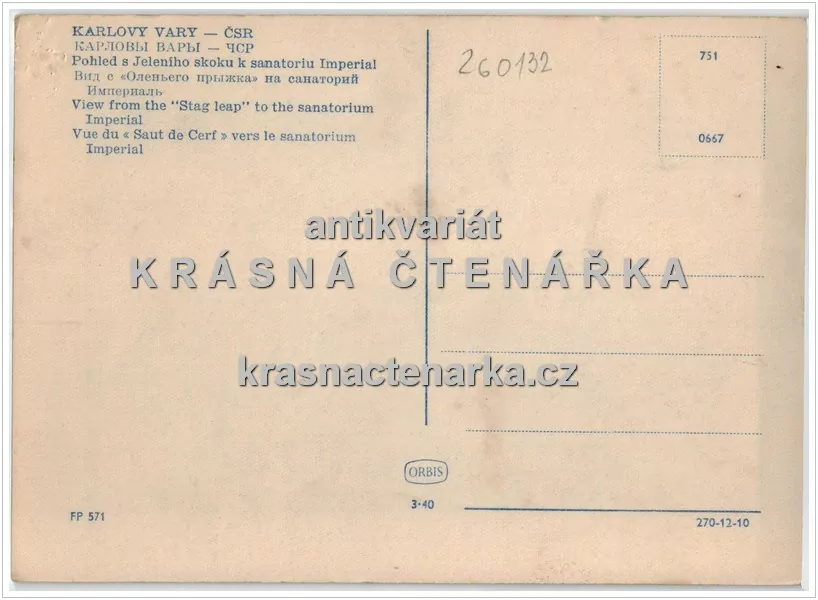 KARLOVY VARY — ČSR
КАРЛОВЫ ВАРЫ — ЧСР
Pohled s Jeleního skoku k sanatoriu Imperial
Вид с «Оленьего прыжка» на санаторий
Империаль
View from the "Stag leap" to the sanatorium
Imperial
Vue du « Saut de Cerf » vers le sanatorium
Imperial
260132
751
0667
antikvariát
KRÁSNÁ ČTENÁŘKA
krasnactenarka.cz
ORBIS
3·40
FP 571
270-12-10